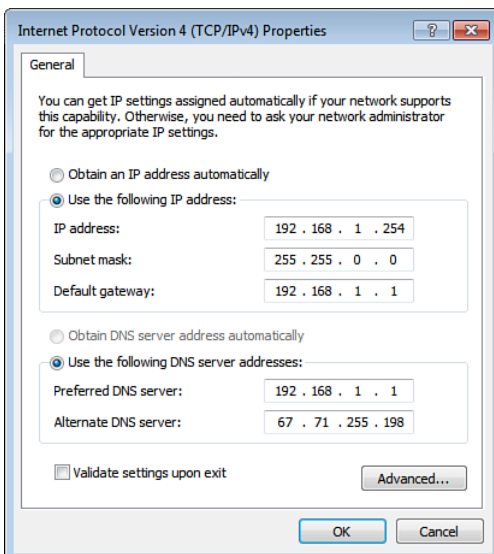 Internet Protocol Version 4 (TCP/IPv4) Properties
General
You can get IP settings assigned automatically if your network supports
this capability. Otherwise, you need to ask your network administrator
for the appropriate IP settings.
Obtain an IP address automatically
Use the following IP address:
IP address: 192 . 168 . 1 . 254
Subnet mask: 255 . 255 . 0 . 0
Default gateway: 192 . 168 . 1 . 1
Obtain DNS server address automatically
Use the following DNS server addresses:
Preferred DNS server: 192 . 168 . 1 . 1
Alternate DNS server: 67 . 71 . 255 . 198
Validate settings upon exit
Advanced...
OK Cancel